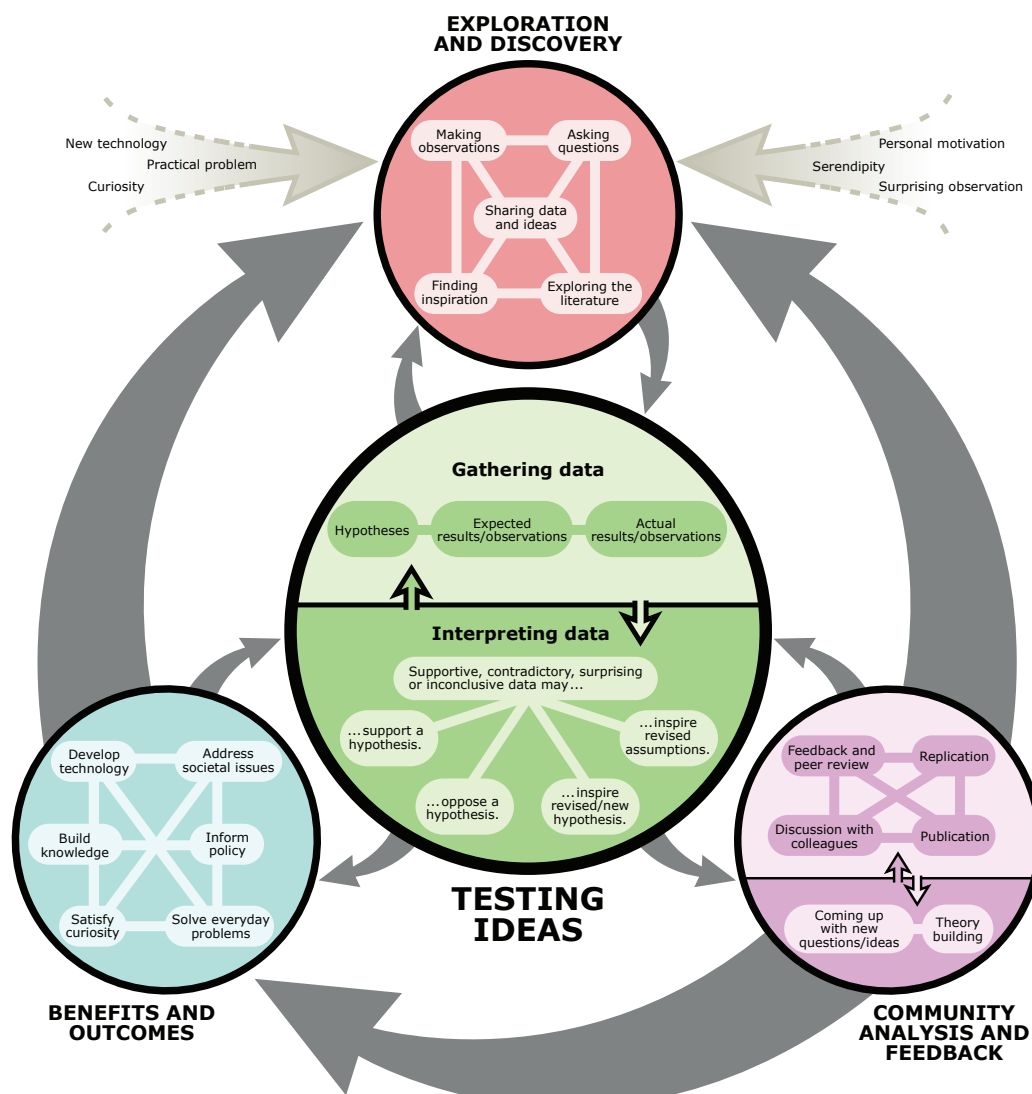 EXPLORATION
AND DISCOVERY
New technology
Practical problem
Curiosity
Personal motivation
Serendipity
Surprising observation
Making
observations
Asking
questions
Sharing data
and ideas
Finding
inspiration
Exploring the
literature
Gathering data
Hypotheses
Expected
results/observations
Actual
results/observations
Interpreting data
Supportive, contradictory, surprising
or inconclusive data may...
...support a
hypothesis.
...inspire
revised
assumptions.
...oppose a
hypothesis.
...inspire
revised/new
hypothesis.
TESTING
IDEAS
Develop
technology
Address
societal issues
Build
knowledge
Inform
policy
Satisfy
curiosity
Solve everyday
problems
BENEFITS AND
OUTCOMES
Feedback and
peer review
Replication
Discussion with
colleagues
Publication
Coming up
with new
questions/ideas
Theory
building
COMMUNITY
ANALYSIS AND
FEEDBACK